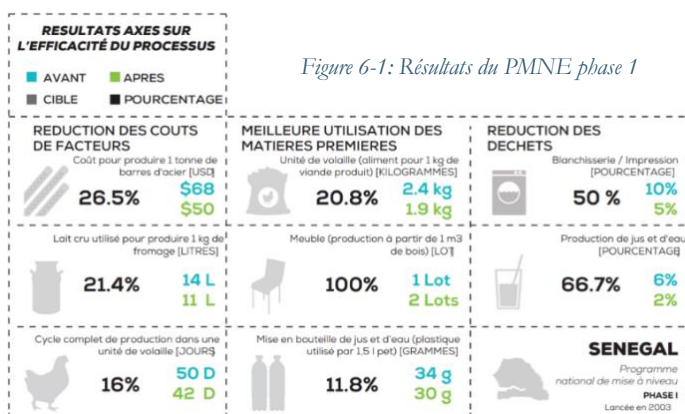 RESULTATS AXES SUR
L'EFFICACITÉ DU PROCESSUS
AVANT
APRES
CIBLE
POURCENTAGE
Figure 6-1: Résultats du PMNE phase 1
REDUCTION DES COUTS
DE FACTEURS
Coût pour produire 1 tonne de
barres d'acier [USD]
26.5%
$68
$50
Lait cru utilisé pour produire 1 kg de
fromage [LITRES]
21.4%
14 L
11 L
Cycle complet de production dans une
unité de volaille [JOURS]
16%
50 D
42 D
MEILLEURE UTILISATION DES
MATIERES PREMIERES
Unité de volaille (aliment pour 1 kg de
viande produit) [KILOGRAMMES]
20.8%
2.4 kg
1.9 kg
Meuble (production à partir de 1 m3
de bois) [LOT]
100%
1 Lot
2 Lots
Mise en bouteille de jus et d'eau (plastique
utilisé par 1,5 l pet) [GRAMMES]
11.8%
34 g
30 g
REDUCTION DES
DECHETS
Blanchisserie / Impression
[POURCENTAGE]
50 %
10%
5%
Production de jus et d'eau
[POURCENTAGE]
66.7%
6%
2%
SENEGAL
Programme
national de mise à niveau
PHASE I
Lancée en 2003